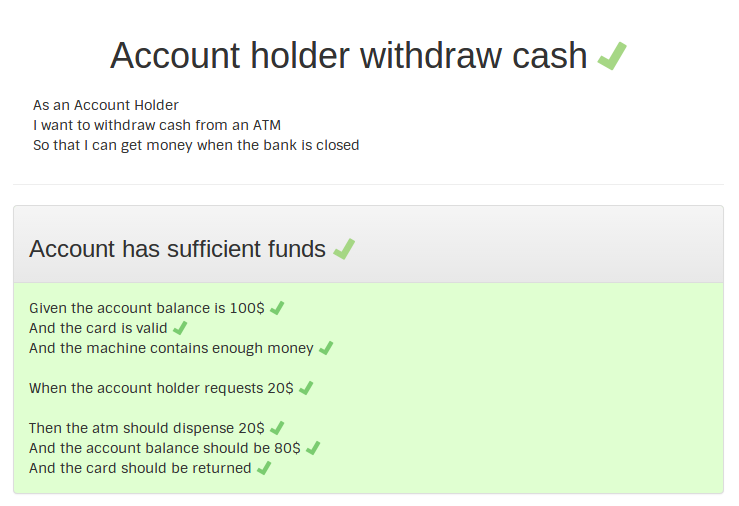 Account holder withdraw cash
As an Account Holder
I want to withdraw cash from an ATM
So that I can get money when the bank is closed
Account has sufficient funds
Given the account balance is 100$
And the card is valid
And the machine contains enough money
When the account holder requests 20$
Then the atm should dispense 20$
And the account balance should be 80$
And the card should be returned